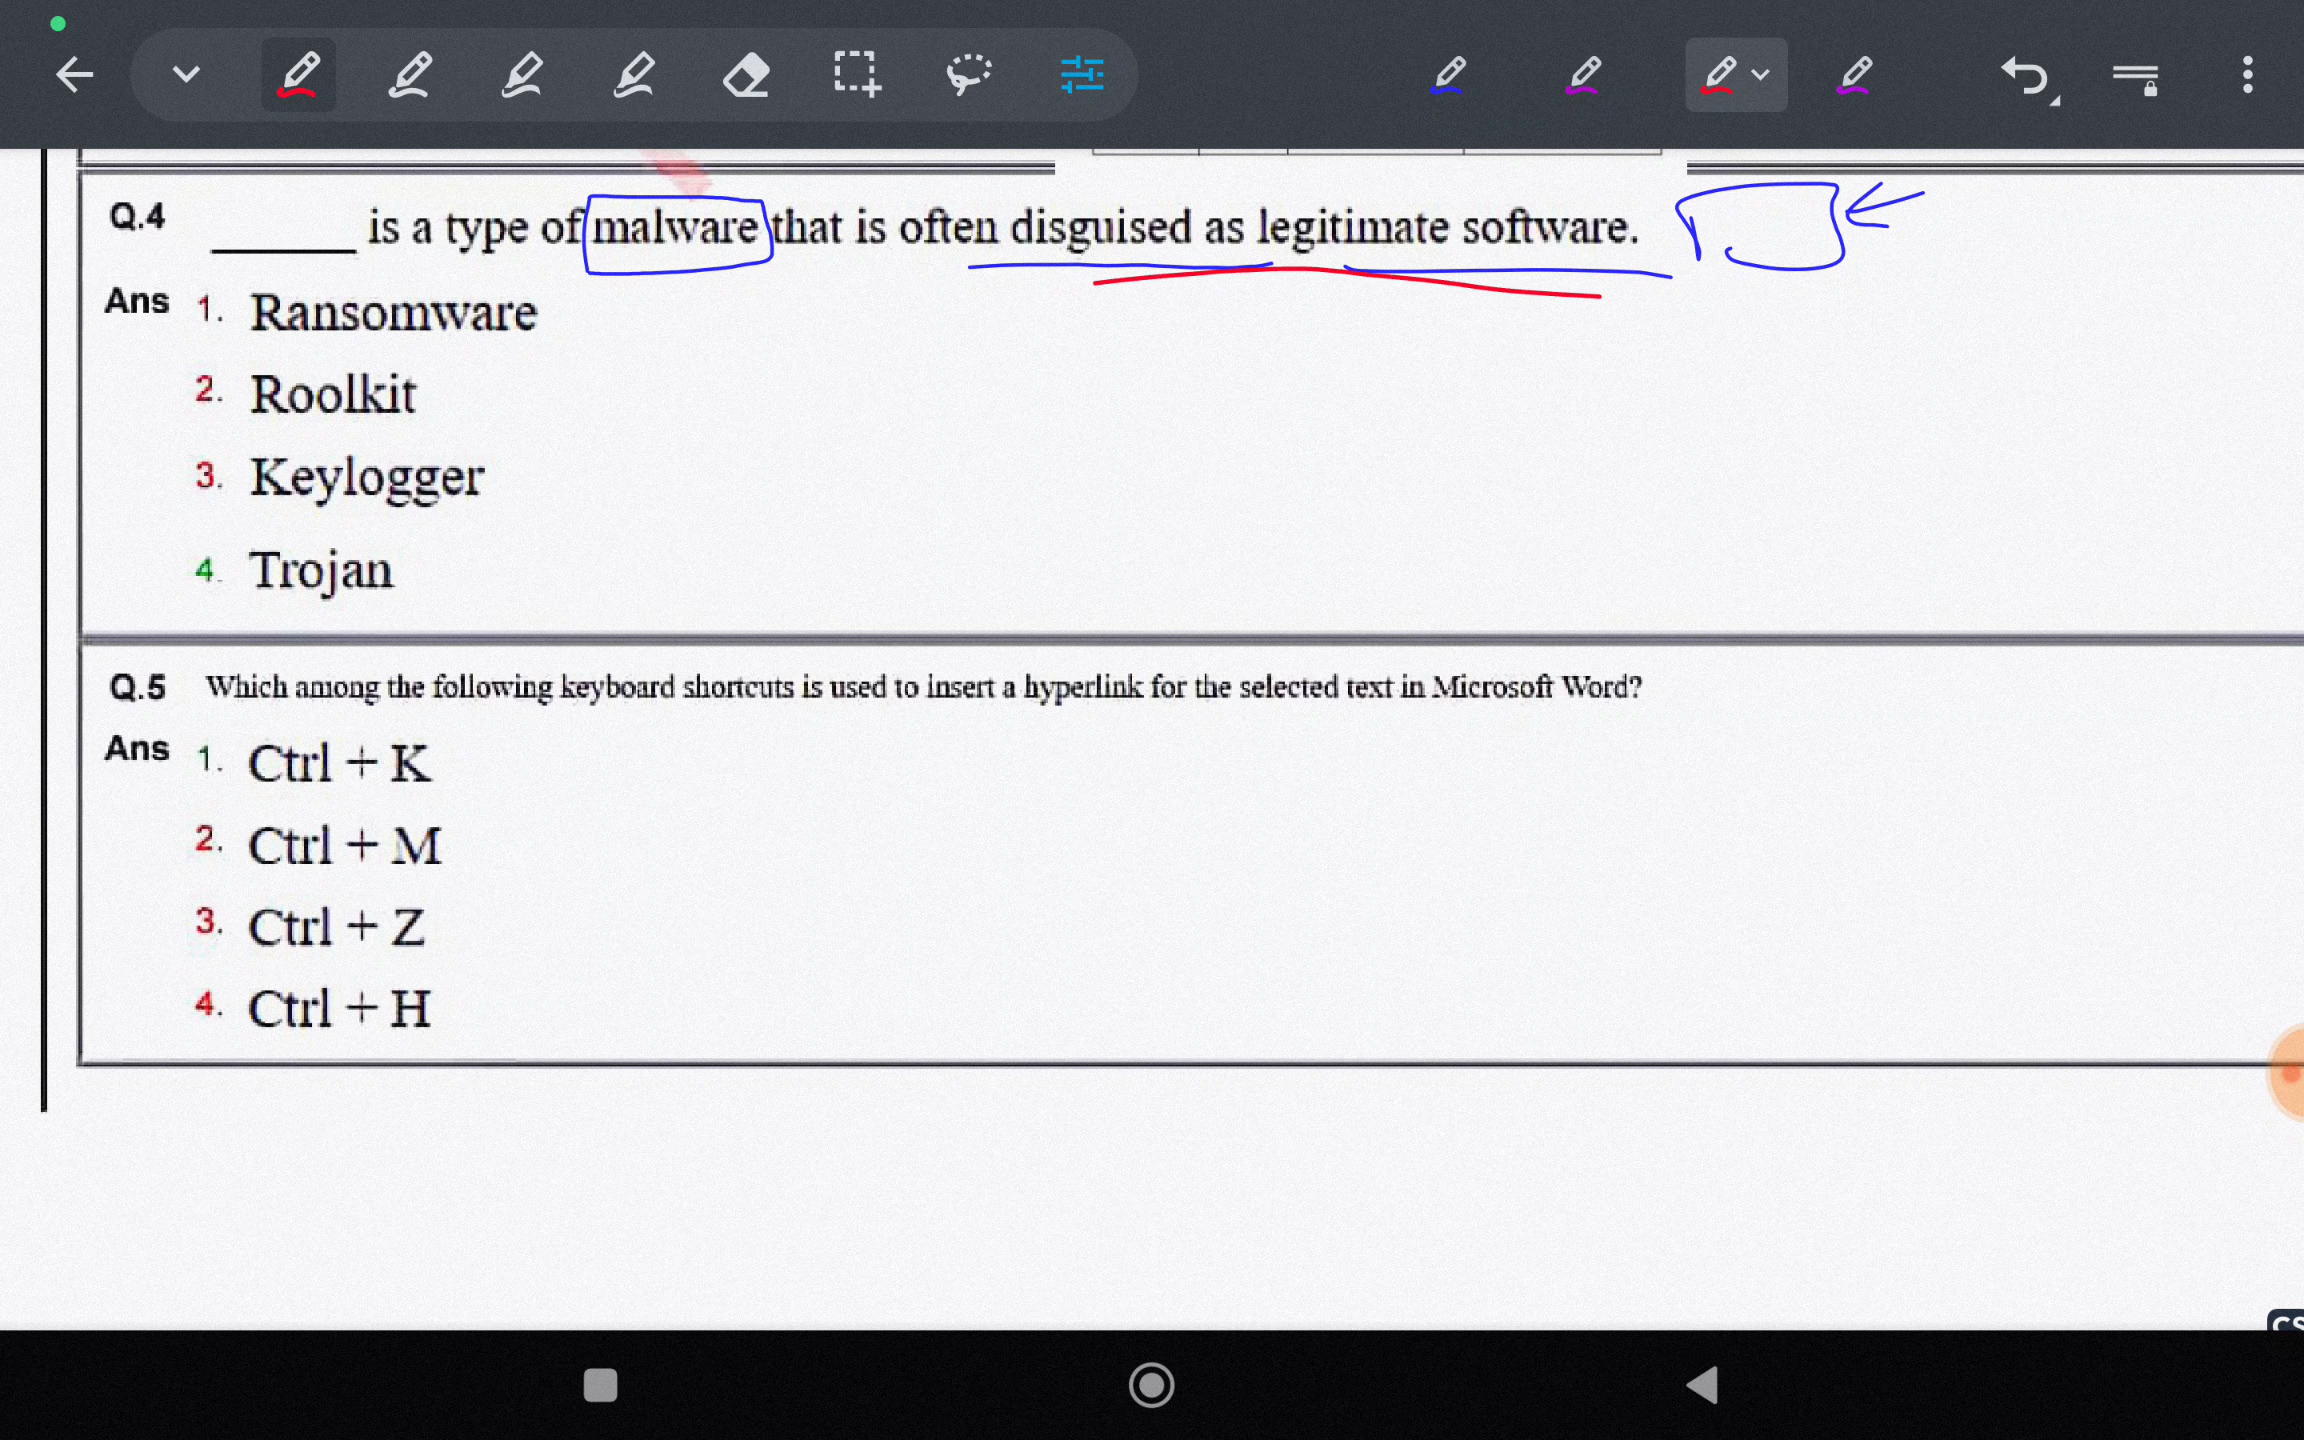 Q.4 ______ is a type of malware that is often disguised as legitimate software.
Ans 1. Ransomware
2. Roolkit
3. Keylogger
4. Trojan
Q.5 Which among the following keyboard shortcuts is used to insert a hyperlink for the selected text in Microsoft Word?
Ans 1. Ctrl + K
2. Ctrl + M
3. Ctrl + Z
4. Ctrl + H